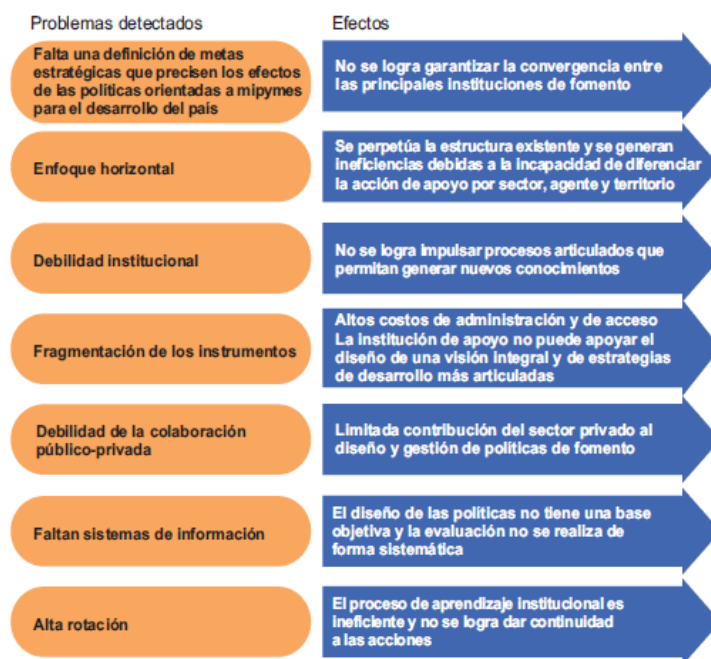 Problemas detectados
Efectos
Falta una definición de metas
estratégicas que precisen los efectos
de las políticas orientadas a mipymes
para el desarrollo del país
No se logra garantizar la convergencia entre
las principales instituciones de fomento
Enfoque horizontal
Se perpetúa la estructura existente y se generan
ineficiencias debidas a la incapacidad de diferenciar
la acción de apoyo por sector, agente y territorio
Debilidad institucional
No se logra impulsar procesos articulados que
permitan generar nuevos conocimientos
Fragmentación de los instrumentos
Altos costos de administración y de acceso
La institución de apoyo no puede apoyar el
diseño de una visión integral y de estrategias
de desarrollo más articuladas
Debilidad de la colaboración
público-privada
Limitada contribución del sector privado al
diseño y gestión de políticas de fomento
Faltan sistemas de información
El diseño de las políticas no tiene una base
objetiva y la evaluación no se realiza de
forma sistemática
Alta rotación
El proceso de aprendizaje institucional es
ineficiente y no se logra dar continuidad
a las acciones